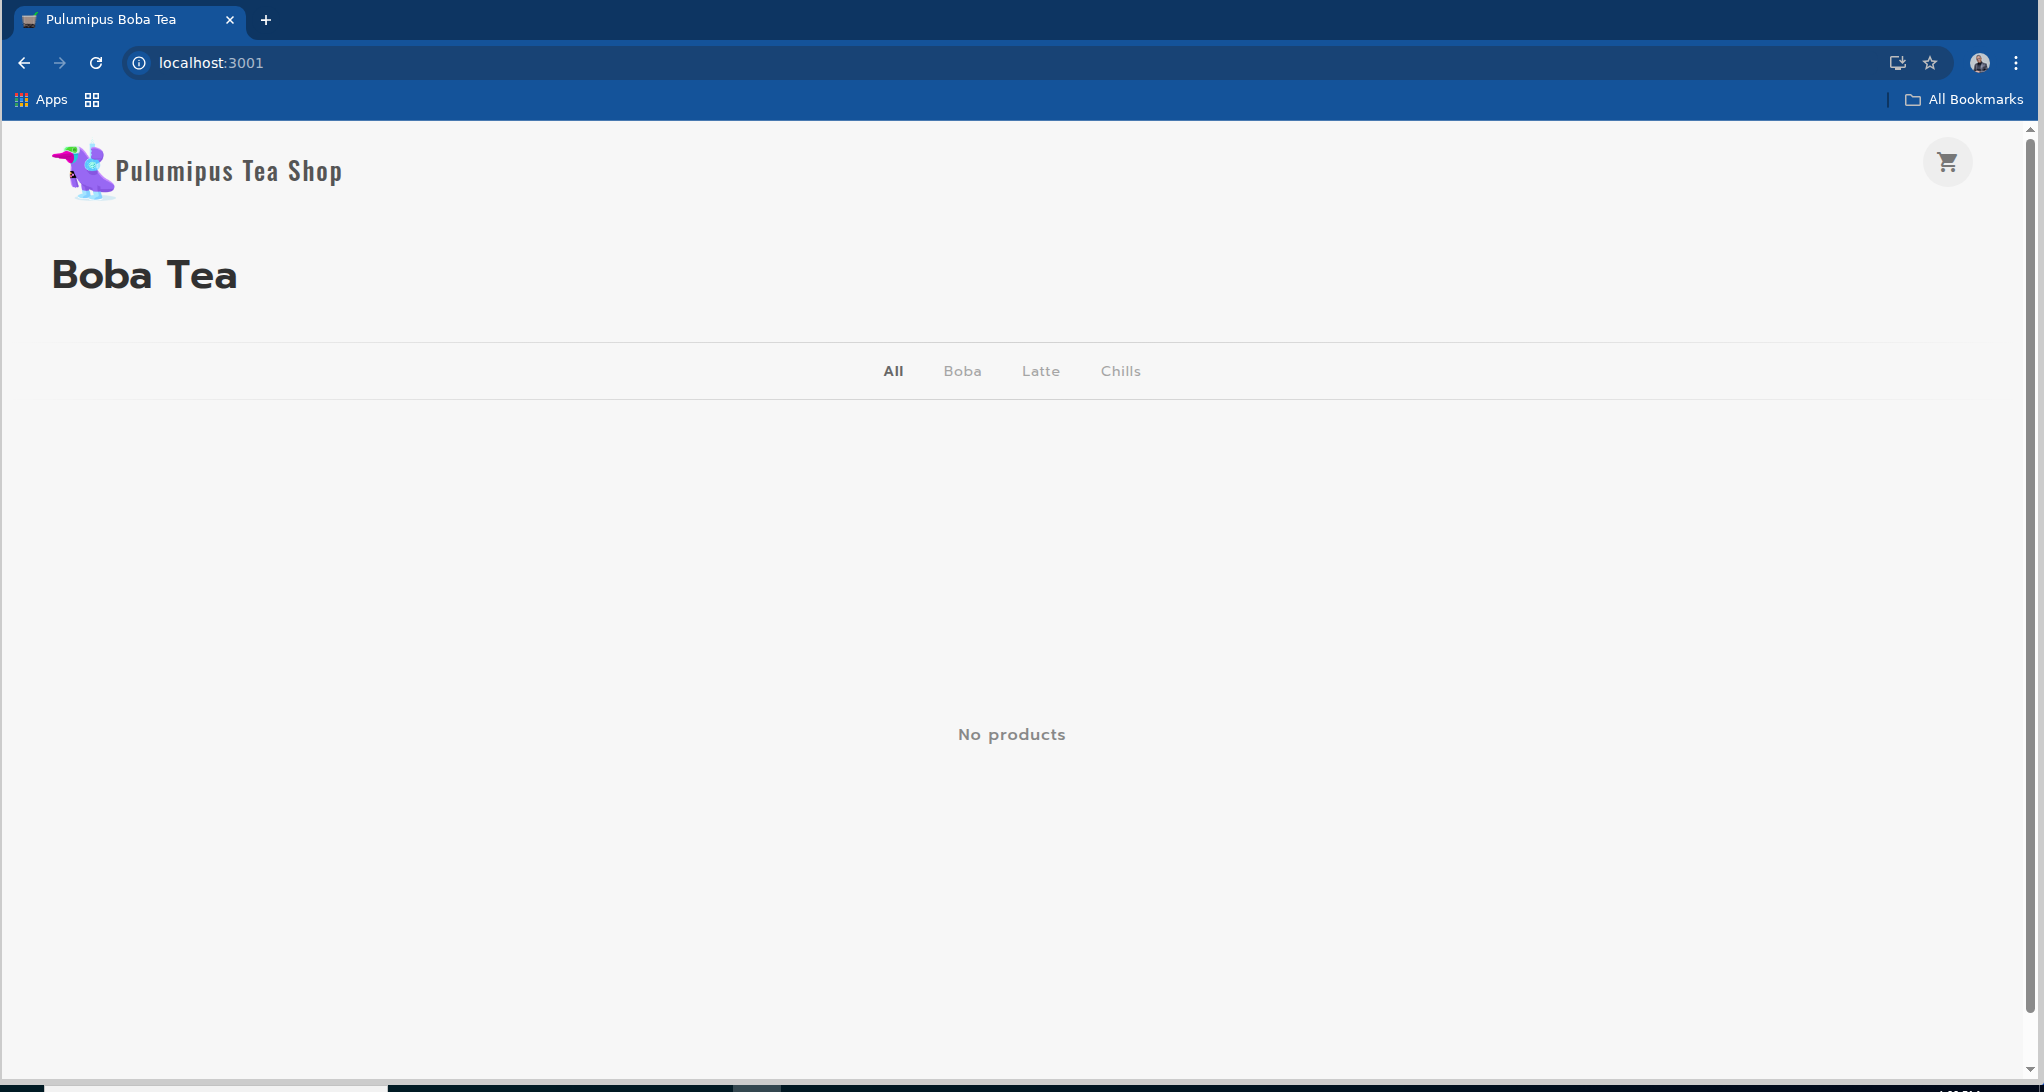 Pulumipus Boba Tea
localhost:3001
Apps
All Bookmarks
Pulumipus Tea Shop
Boba Tea
All Boba Latte Chills
No products